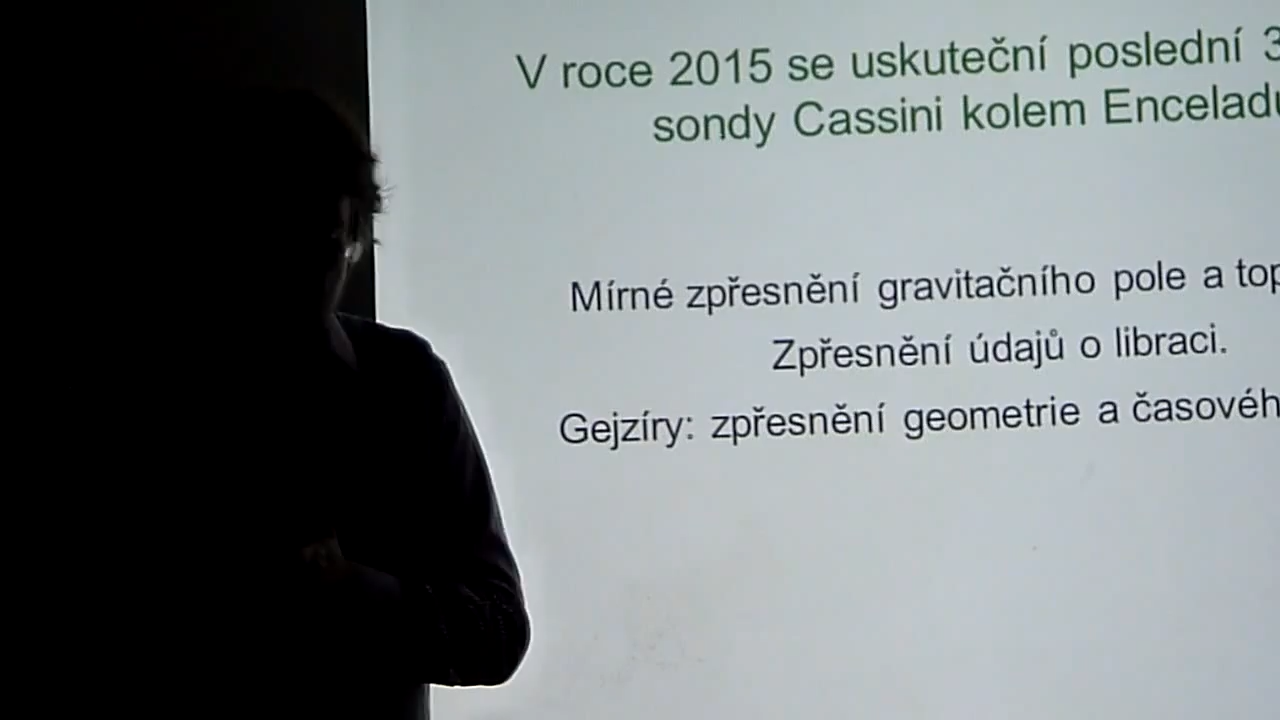 V roce 2015 se uskuteční poslední 3
sondy Cassini kolem Encelad
Mírné zpřesnění gravitačního pole a top
Zpřesnění údajů o libraci.
Gejzíry: zpřesnění geometrie a časovéh